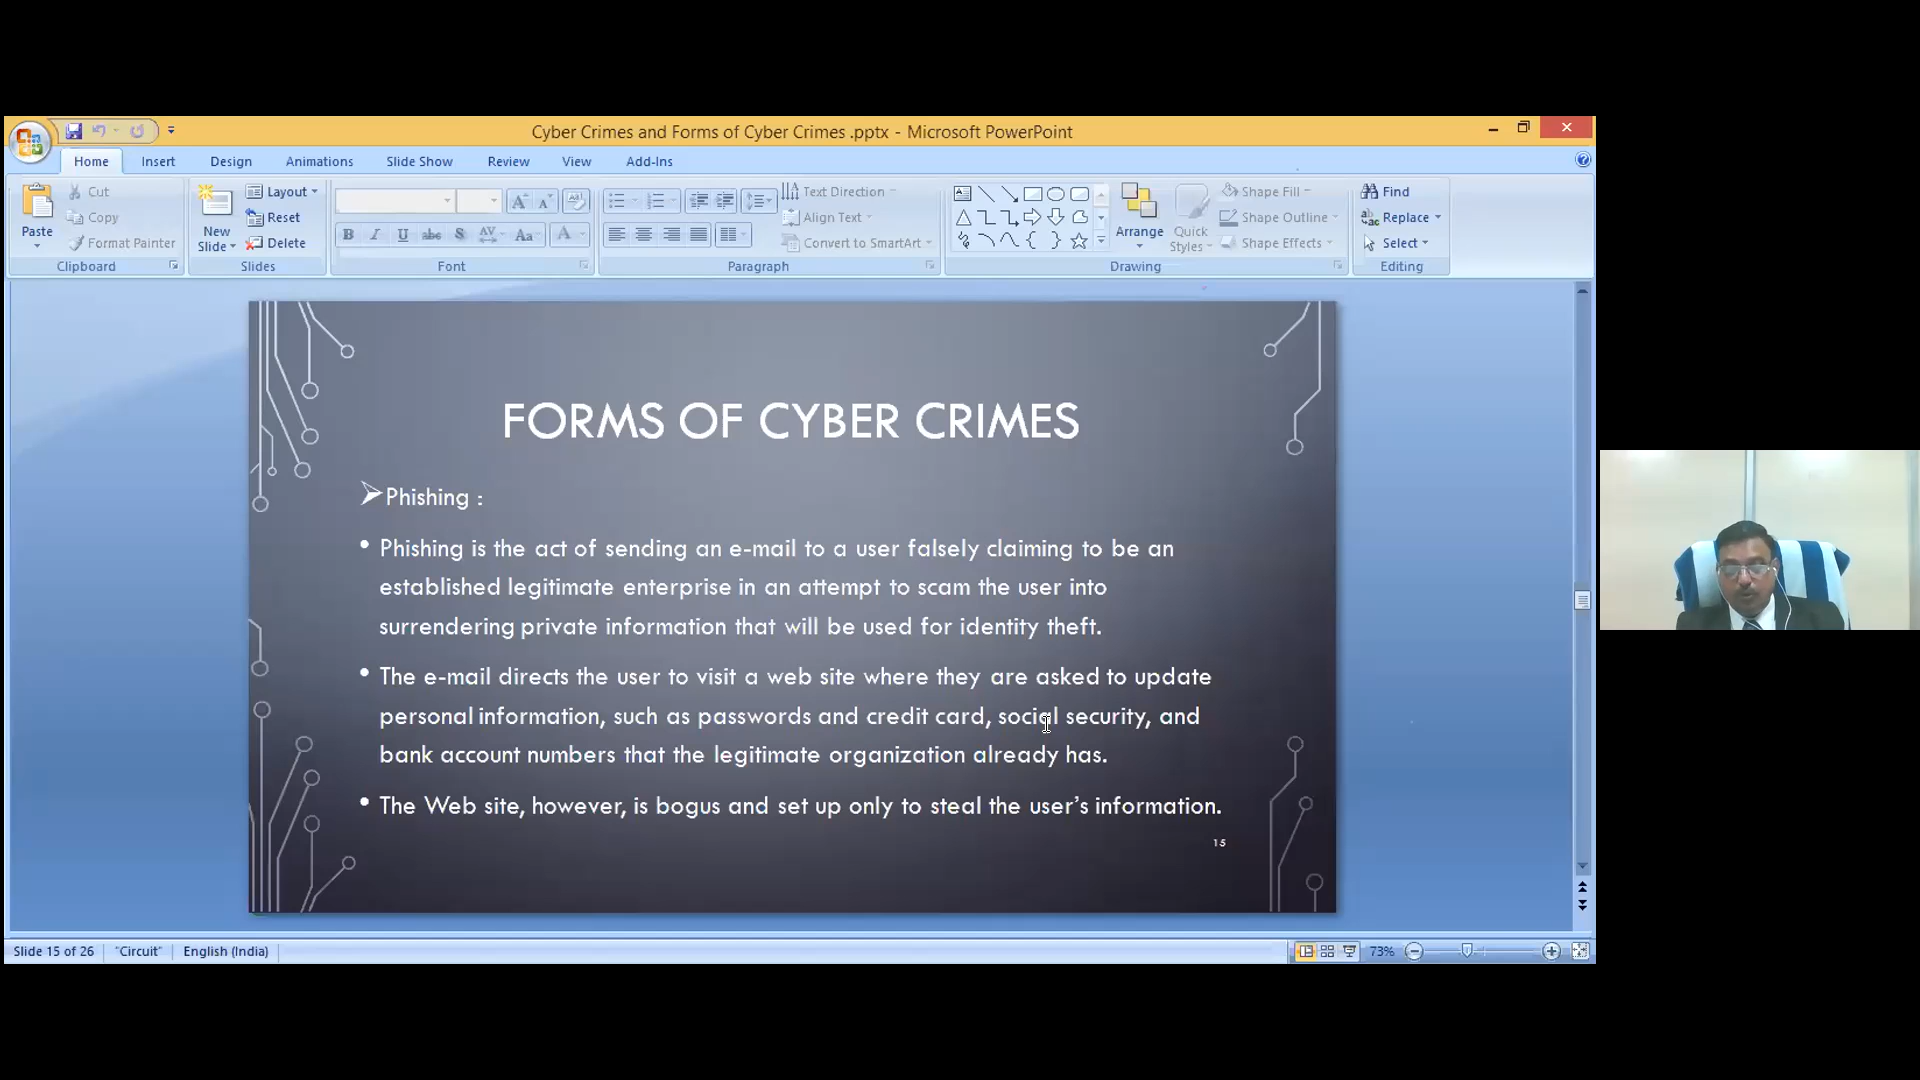 Cyber Crimes and Forms of Cyber Crimes .pptx - Microsoft PowerPoint
Home Insert Design Animations Slide Show Review View Add-Ins
Paste
Cut
Copy
Format Painter
Clipboard
New
Slide
Layout
Reset
Delete
Slides
B I U abc S AV Aa A
Font
Text Direction
Align Text
Convert to SmartArt
Paragraph
Arrange
Quick
Styles
Shape Fill
Shape Outline
Shape Effects
Drawing
Find
Replace
Select
Editing
FORMS OF CYBER CRIMES
Phishing :
• Phishing is the act of sending an e-mail to a user falsely claiming to be an
established legitimate enterprise in an attempt to scam the user into
surrendering private information that will be used for identity theft.
• The e-mail directs the user to visit a web site where they are asked to update
personal information, such as passwords and credit card, social security, and
bank account numbers that the legitimate organization already has.
• The Web site, however, is bogus and set up only to steal the user’s information.
15
Slide 15 of 26 "Circuit" English (India) 73%